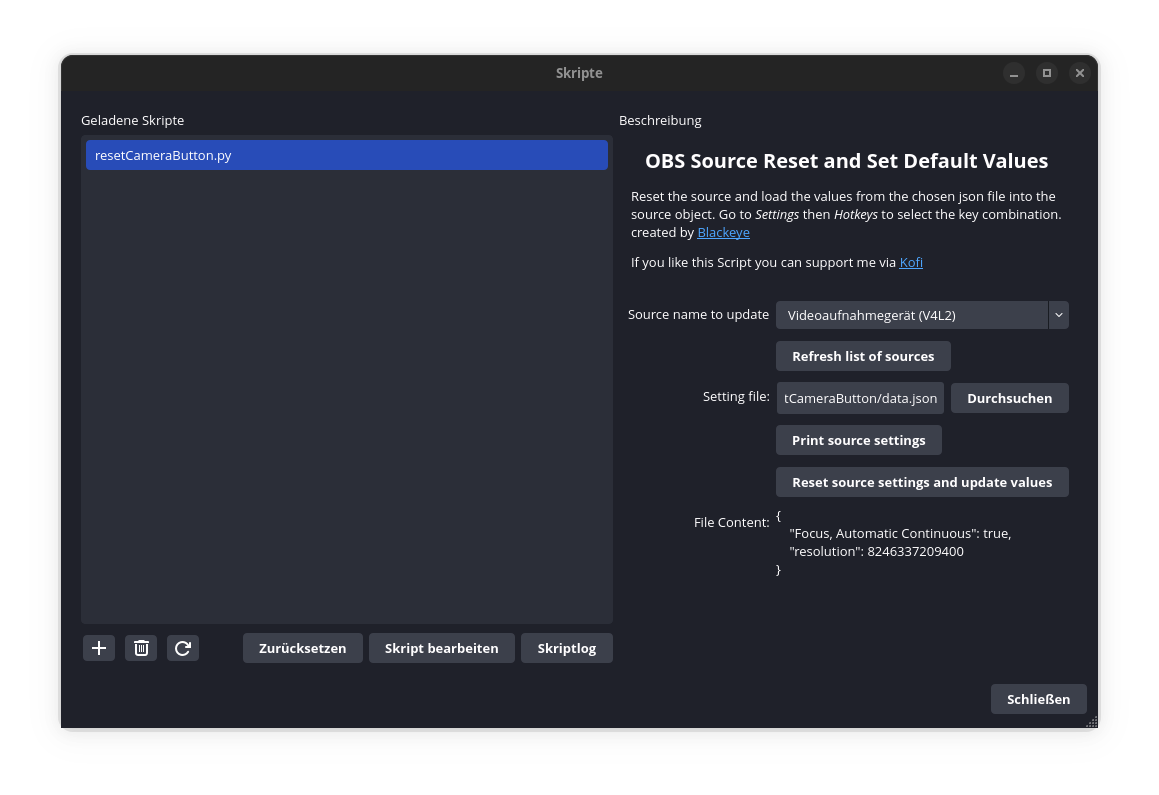 Skripte
Geladene Skripte
resetCameraButton.py
Zurücksetzen
Skript bearbeiten
Skriptlog
Beschreibung
OBS Source Reset and Set Default Values
Reset the source and load the values from the chosen json file into the
source object. Go to Settings then Hotkeys to select the key combination.
created by Blackeye
If you like this Script you can support me via Kofi
Source name to update Videoaufnahmegerät (V4L2)
Refresh list of sources
Setting file: tCameraButton/data.json Durchsuchen
Print source settings
Reset source settings and update values
File Content: {
"Focus, Automatic Continuous": true,
"resolution": 8246337209400
}
Schließen